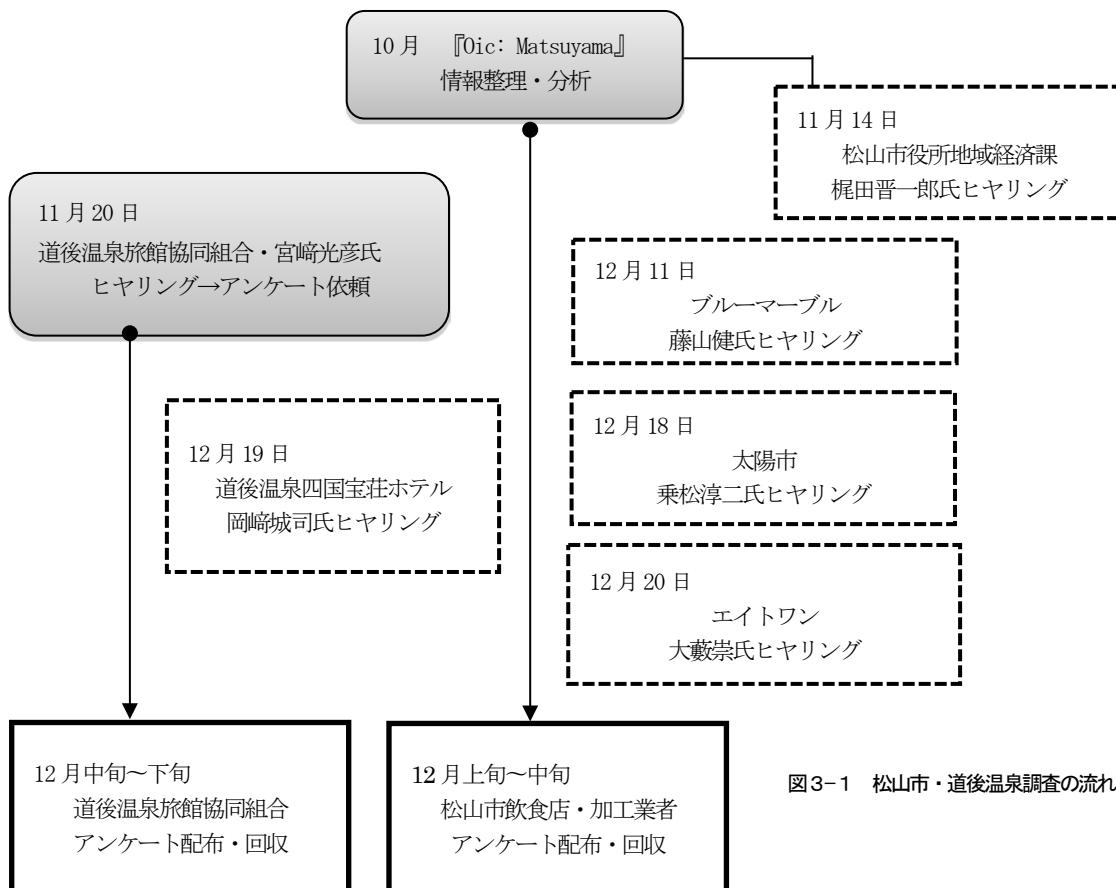 10月　『Oic: Matsuyama』
情報整理・分析
11月14日
松山市役所地域経済課
梶田晋一郎氏ヒヤリング
11月20日
道後温泉旅館協同組合・宮﨑光彦氏
ヒヤリング→アンケート依頼
12月11日
ブルーマーブル
藤山健氏ヒヤリング
12月18日
太陽市
乗松淳二氏ヒヤリング
12月19日
道後温泉四国宝荘ホテル
岡﨑城司氏ヒヤリング
12月20日
エイトワン
大藪崇氏ヒヤリング
12月中旬～下旬
道後温泉旅館協同組合
アンケート配布・回収
12月上旬～中旬
松山市飲食店・加工業者
アンケート配布・回収
図3-1　松山市・道後温泉調査の流れ